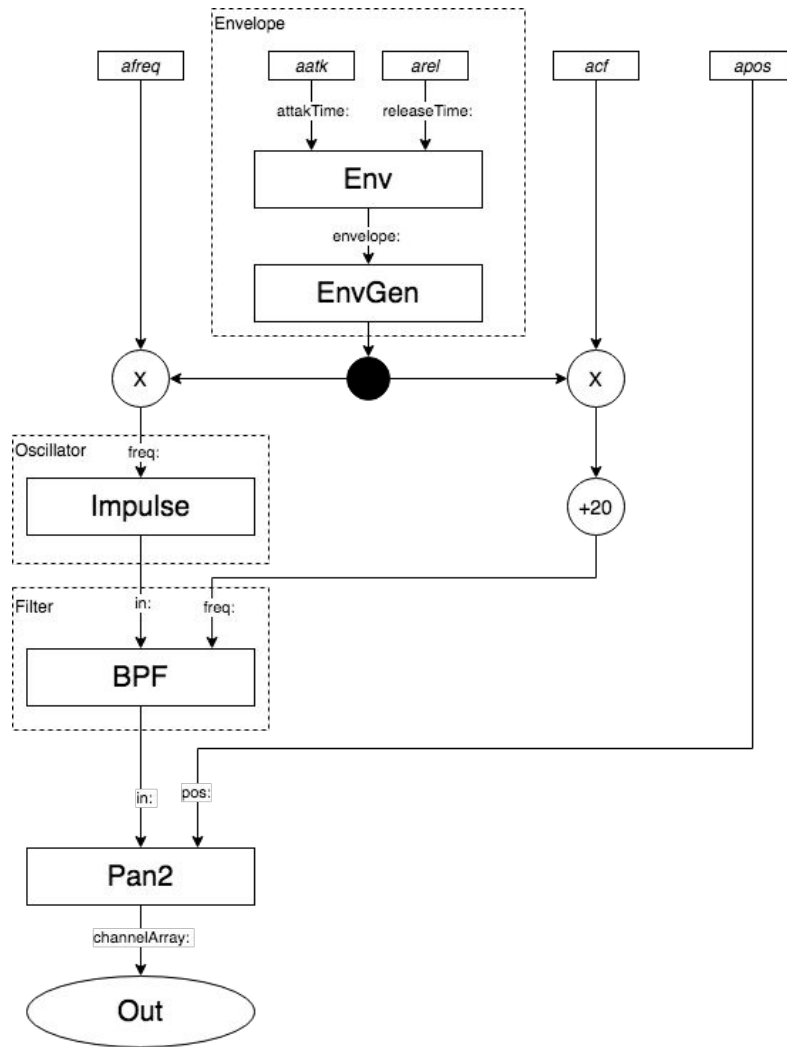 Envelope
afreq
aatk
arel
acf
apos
attakTime:
releaseTime:
Env
envelope:
EnvGen
X
X
Oscillator
freq:
Impulse
+20
Filter
in:
freq:
BPF
in:
pos:
Pan2
channelArray:
Out